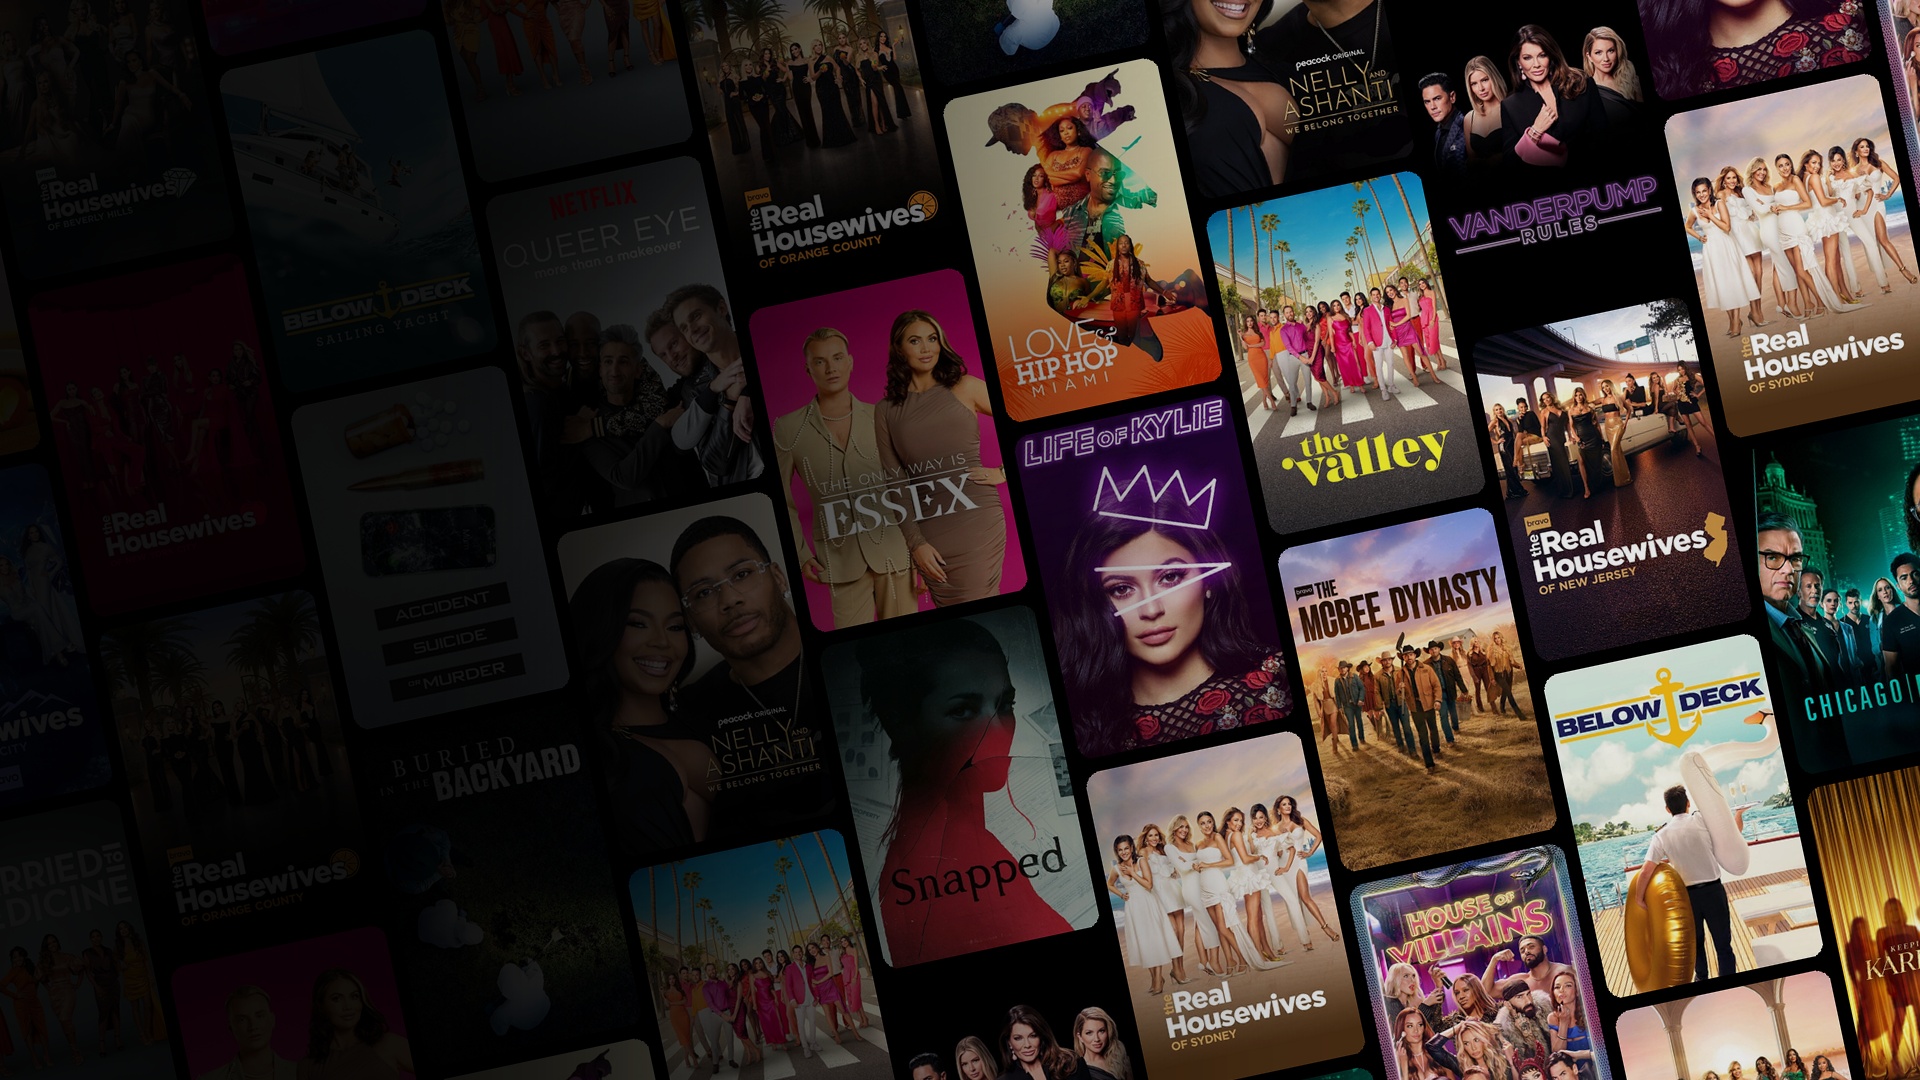 the Real
Housewives
OF BEVERLY HILLS
BELOW DECK
SAILING YACHT
NETFLIX
QUEER EYE
more than a makeover
bravo
the Real
Housewives
OF ORANGE COUNTY
LOVE &
HIP HOP
MIAMI
peacock ORIGINAL
NELLY AND
ASHANTI
WE BELONG TOGETHER
VANDERPUMP
RULES
the Real
Housewives
OF SYDNEY
the Real
Housewives
ACCIDENT
SUICIDE
OR MURDER
THE ONLY WAY IS
ESSEX
LIFE OF KYLIE
the
valley
bravo
the Real
Housewives
OF NEW JERSEY
wives
CITY
bravo
BURIED
IN THE BACKYARD
peacock ORIGINAL
NELLY AND
ASHANTI
WE BELONG TOGETHER
bravo
THE
MCBEE DYNASTY
BELOW DECK
CHICAGO
RRIED TO
DICINE
bravo
the Real
Housewives
OF ORANGE COUNTY
Snapped
the Real
Housewives
OF SYDNEY
HOUSE OF
VILLAINS
KEEPI
KAR